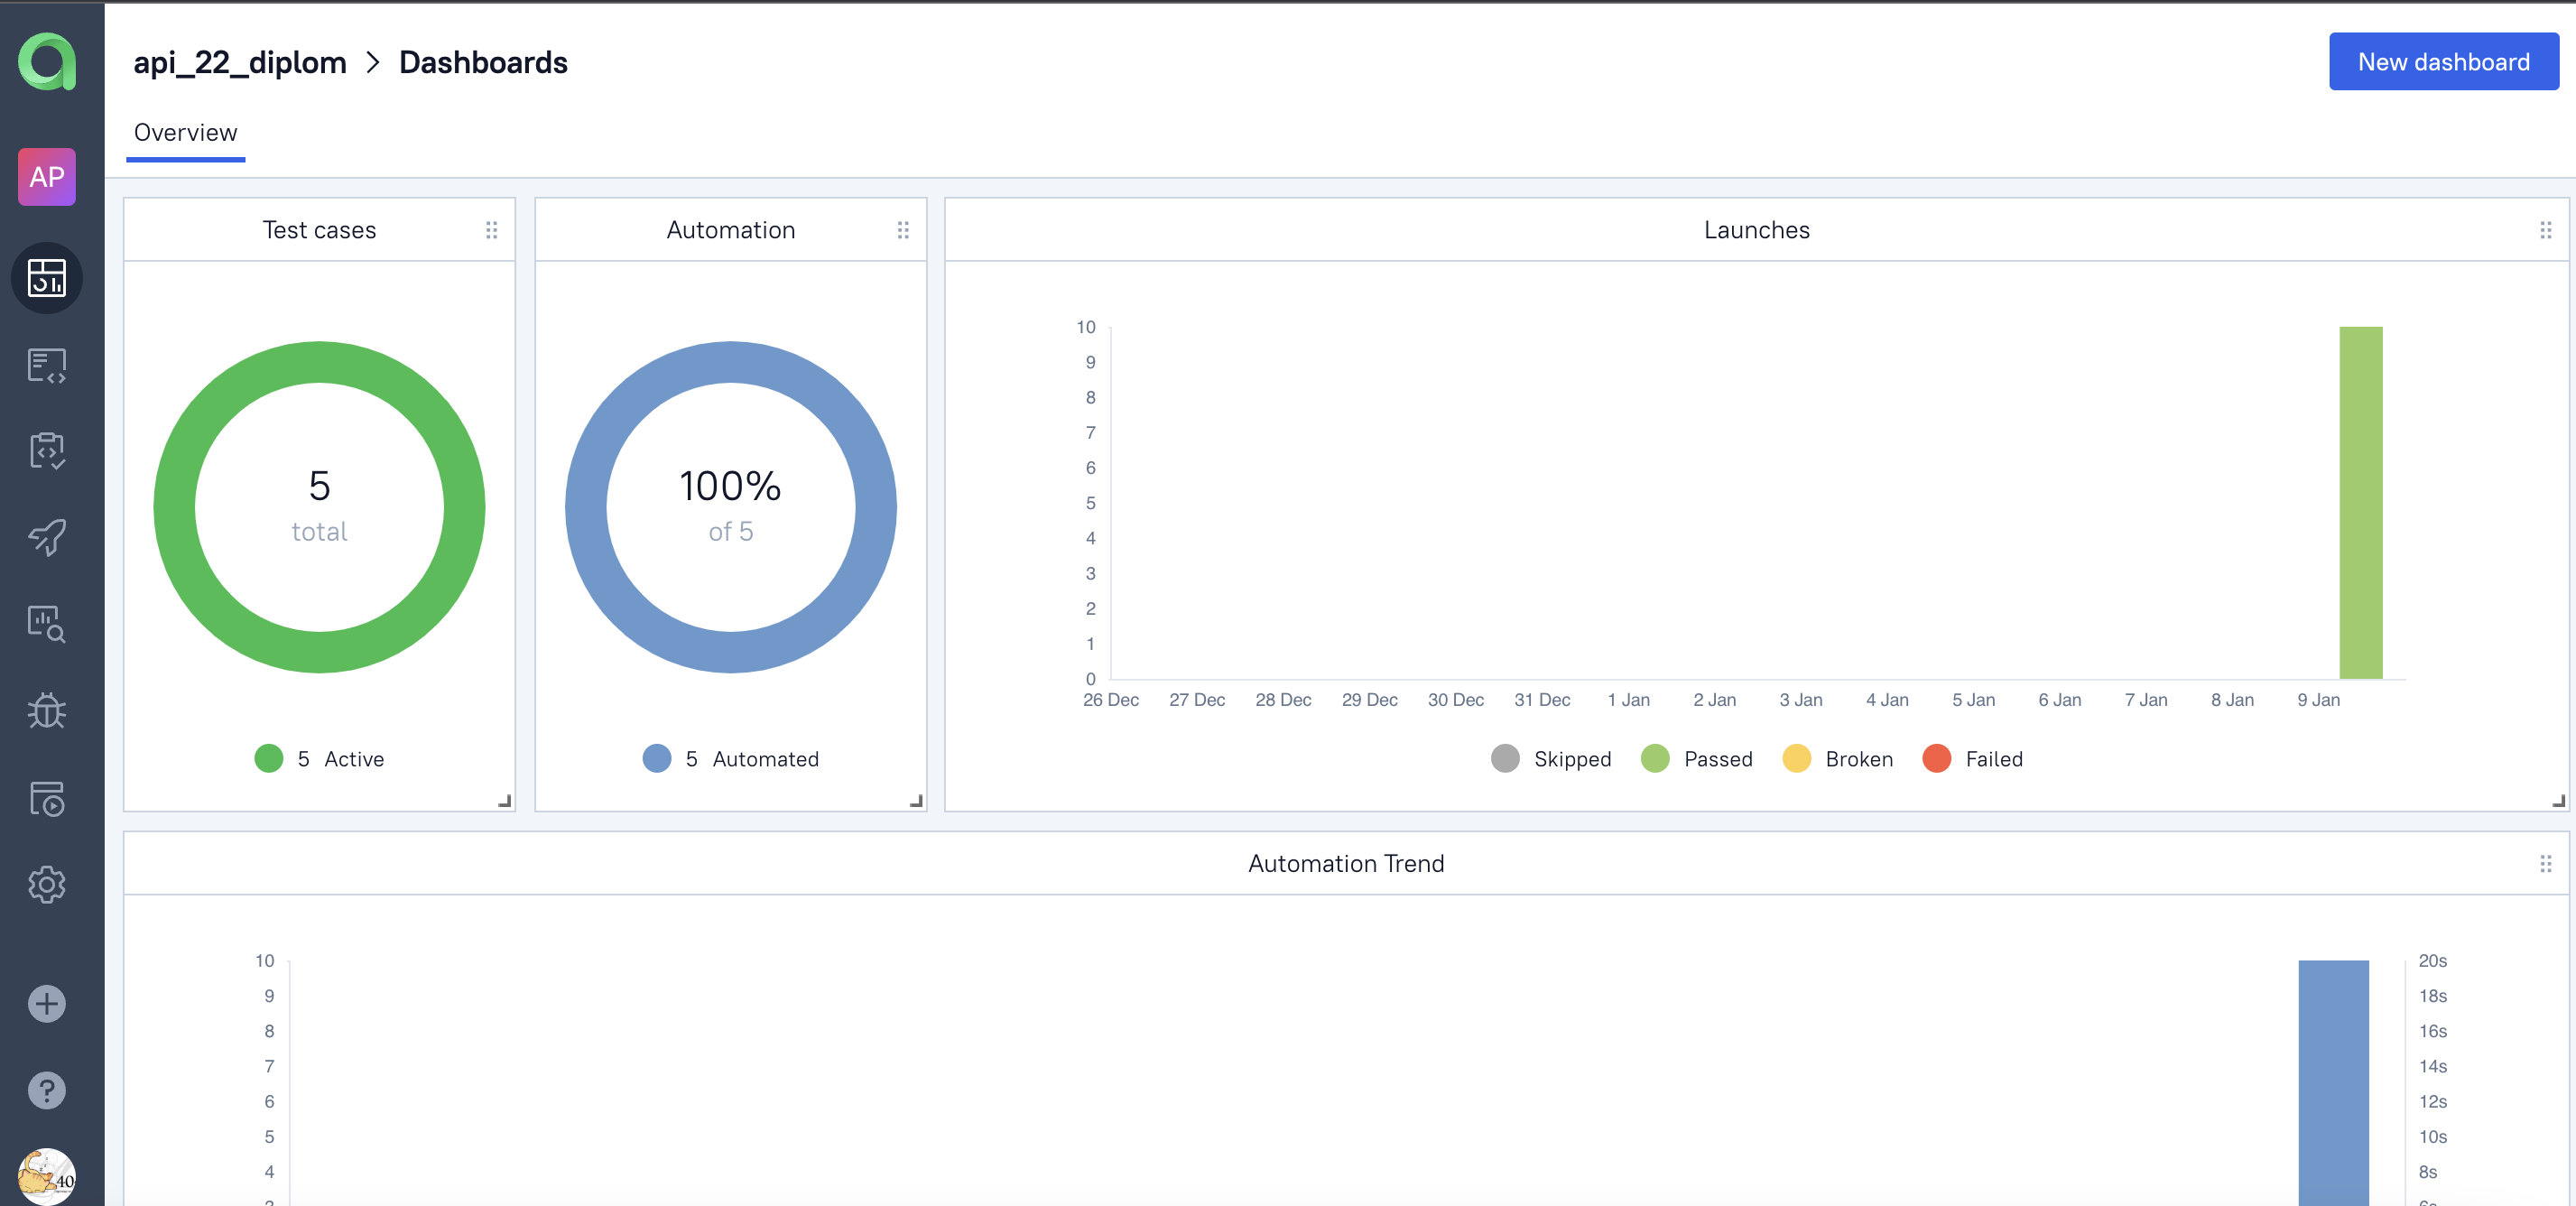 api_22_diplom > Dashboards
New dashboard
Overview
AP
Test cases
Automation
Launches
5
total
5 Active
100%
of 5
5 Automated
10
9
8
7
6
5
4
3
2
1
0
26 Dec 27 Dec 28 Dec 29 Dec 30 Dec 31 Dec 1 Jan 2 Jan 3 Jan 4 Jan 5 Jan 6 Jan 7 Jan 8 Jan 9 Jan
Skipped Passed Broken Failed
Automation Trend
10
9
8
7
6
5
4
20s
18s
16s
14s
12s
10s
8s
40